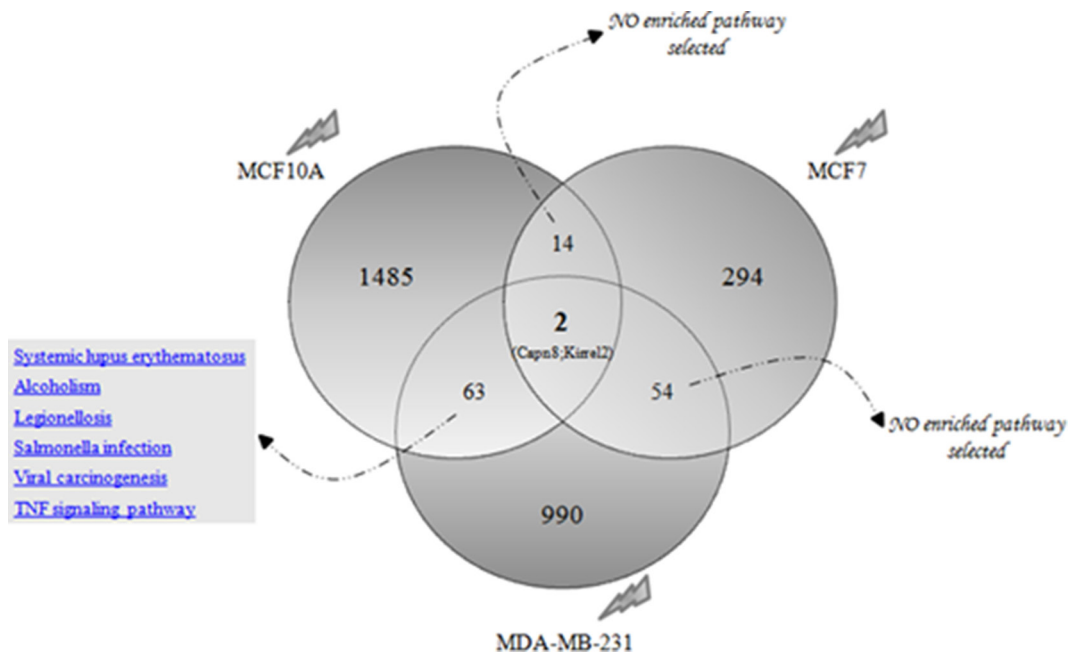 NO enriched pathway
selected
MCF10A
MCF7
14
1485
294
2
(Capn8;Kirrel2)
Systemic lupus erythematosus
Alcoholism
Legionellosis
Salmonella infection
Viral carcinogenesis
TNF signaling pathway
63
54
NO enriched pathway
selected
990
MDA-MB-231